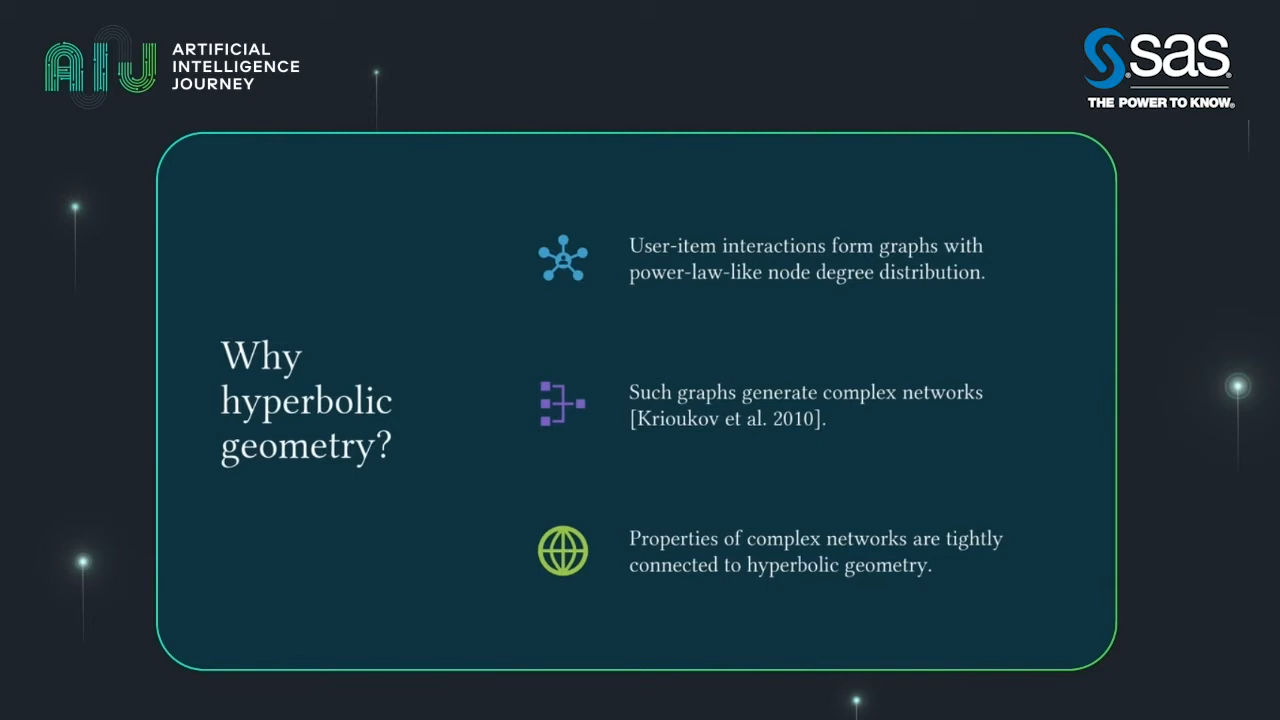 ARTIFICIAL
INTELLIGENCE
JOURNEY
sas
THE POWER TO KNOW®
Why
hyperbolic
geometry?
User-item interactions form graphs with
power-law-like node degree distribution.
Such graphs generate complex networks
[Krioukov et al. 2010].
Properties of complex networks are tightly
connected to hyperbolic geometry.